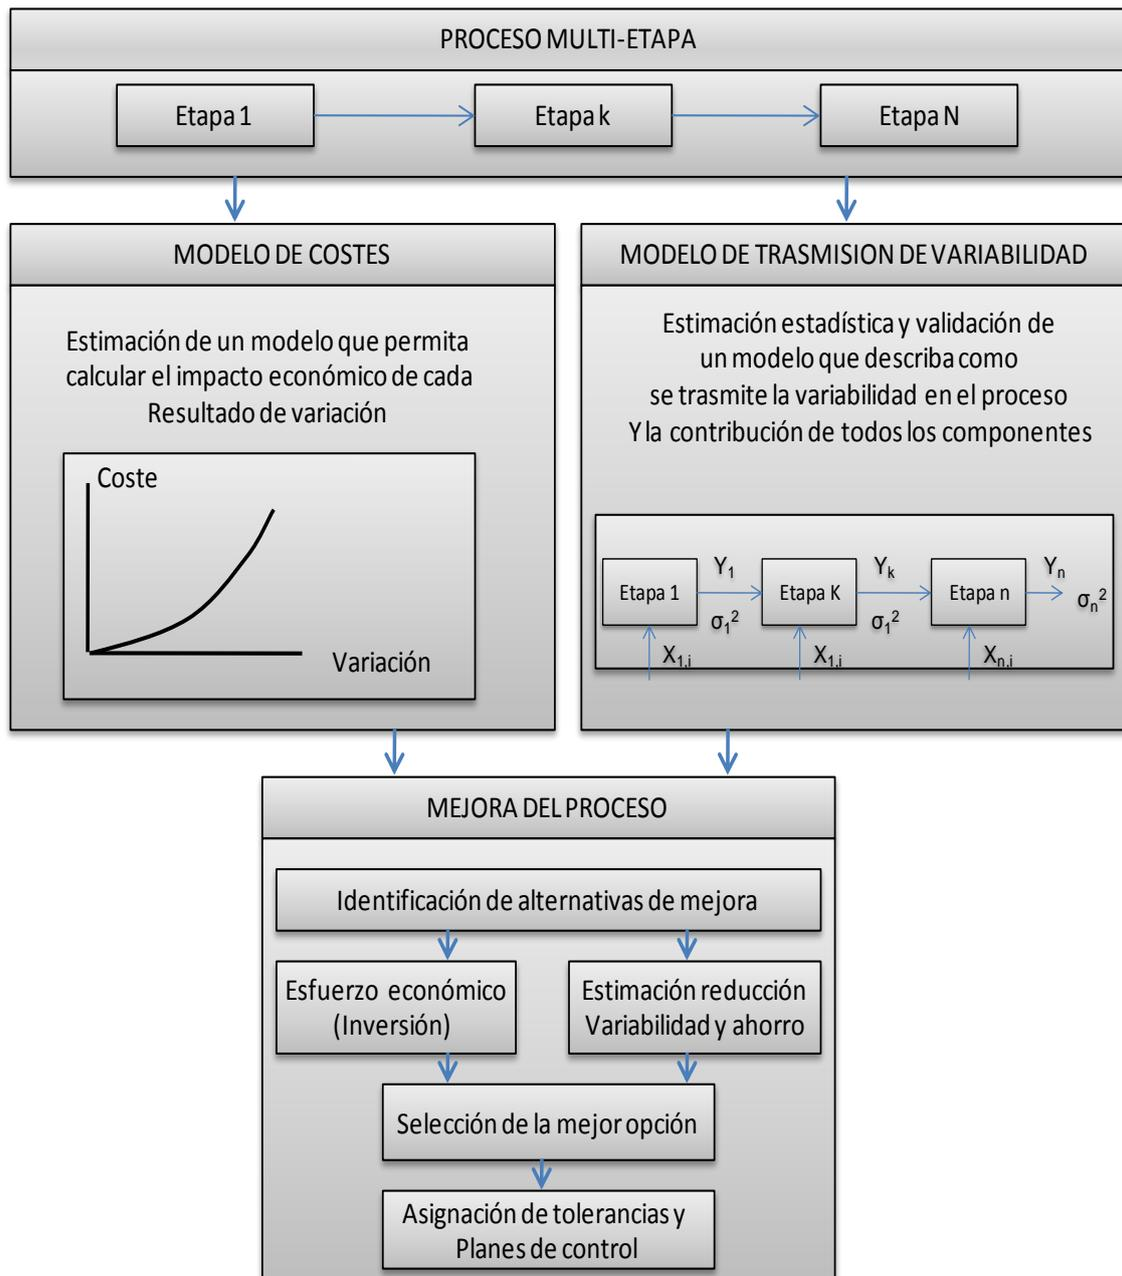 PROCESO MULTI-ETAPA
Etapa 1
Etapa k
Etapa N
MODELO DE COSTES
Estimación de un modelo que permita
calcular el impacto económico de cada
Resultado de variación
Coste
Variación
MODELO DE TRASMISION DE VARIABILIDAD
Estimación estadística y validación de
un modelo que describa como
se trasmite la variabilidad en el proceso
Y la contribución de todos los componentes
Etapa 1
Y₁
σ₁²
Etapa K
Yₖ
σ₁²
Etapa n
Yₙ
σₙ²
X₁,ᵢ
X₁,ᵢ
Xₙ,ᵢ
MEJORA DEL PROCESO
Identificación de alternativas de mejora
Esfuerzo económico
(Inversión)
Estimación reducción
Variabilidad y ahorro
Selección de la mejor opción
Asignación de tolerancias y
Planes de control